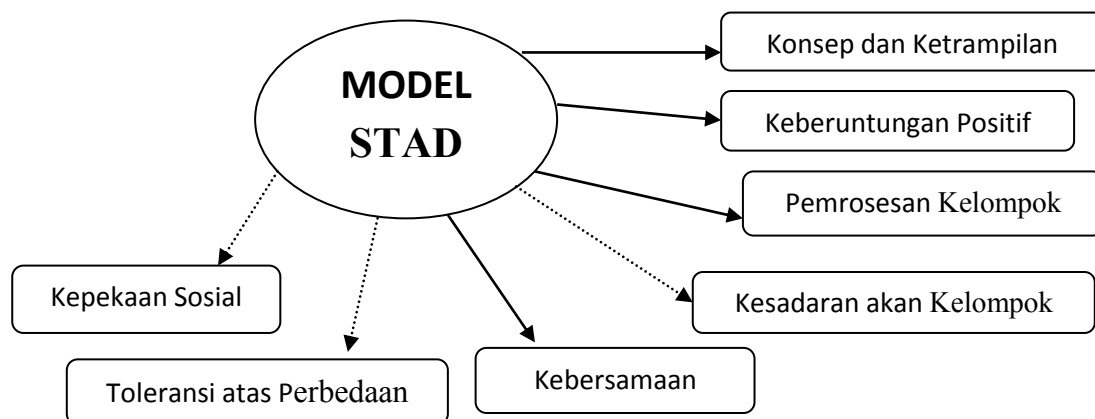 MODEL
STAD
Konsep dan Ketrampilan
Keberuntungan Positif
Pemrosesan Kelompok
Kesadaran akan Kelompok
Kepekaan Sosial
Toleransi atas Perbedaan
Kebersamaan